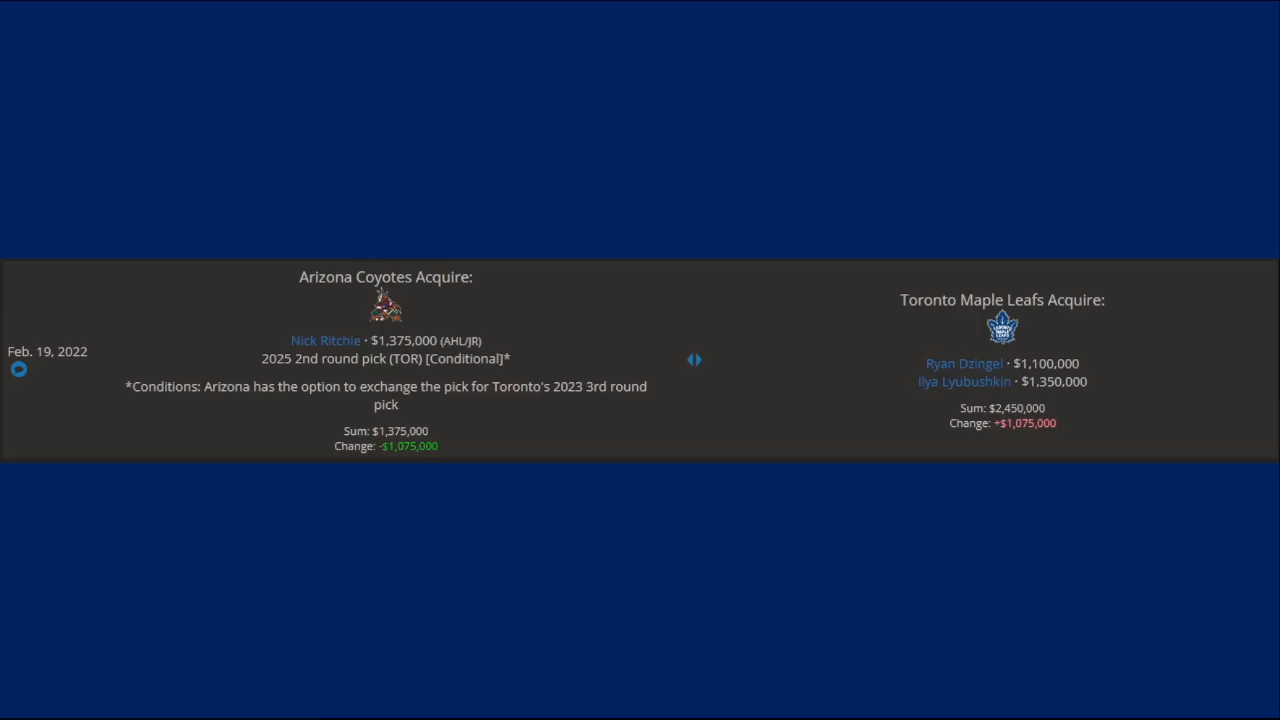 Feb. 19, 2022
Arizona Coyotes Acquire:
Nick Ritchie · $1,375,000 (AHL/JR)
2025 2nd round pick (TOR) [Conditional]*
*Conditions: Arizona has the option to exchange the pick for Toronto's 2023 3rd round
pick
Sum: $1,375,000
Change: -$1,075,000
Toronto Maple Leafs Acquire:
TORONTO
MAPLE
LEAFS
Ryan Dzingel · $1,100,000
Ilya Lyubushkin · $1,350,000
Sum: $2,450,000
Change: +$1,075,000